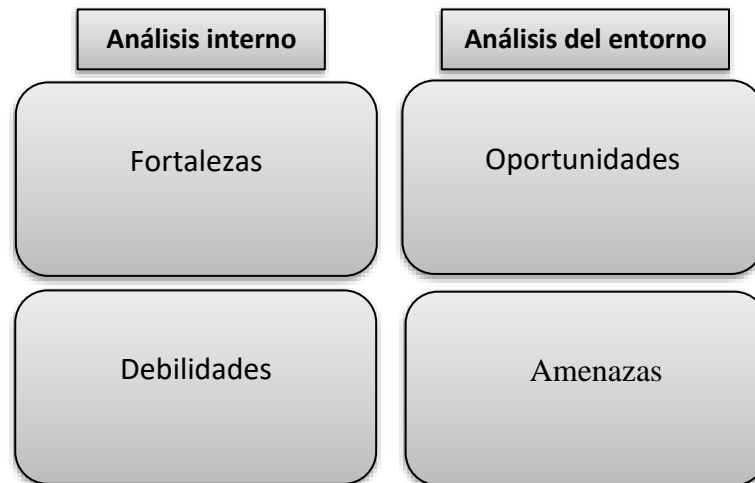 Análisis interno
Análisis del entorno
Fortalezas
Oportunidades
Debilidades
Amenazas